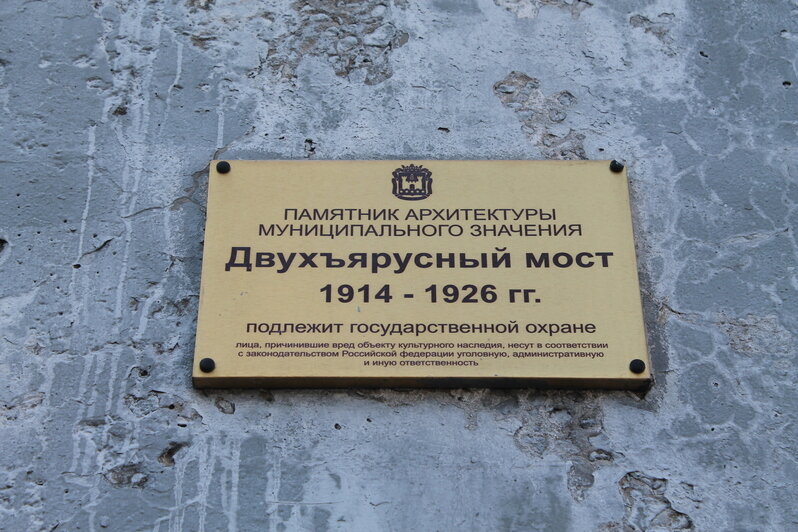 ПАМЯТНИК АРХИТЕКТУРЫ
МУНИЦИПАЛЬНОГО ЗНАЧЕНИЯ
Двухъярусный мост
1914 - 1926 гг.
подлежит государственной охране
лица, причинившие вред объекту культурного наследия, несут в соответствии
с законодательством Российской федерации уголовную, административную
и иную ответственность